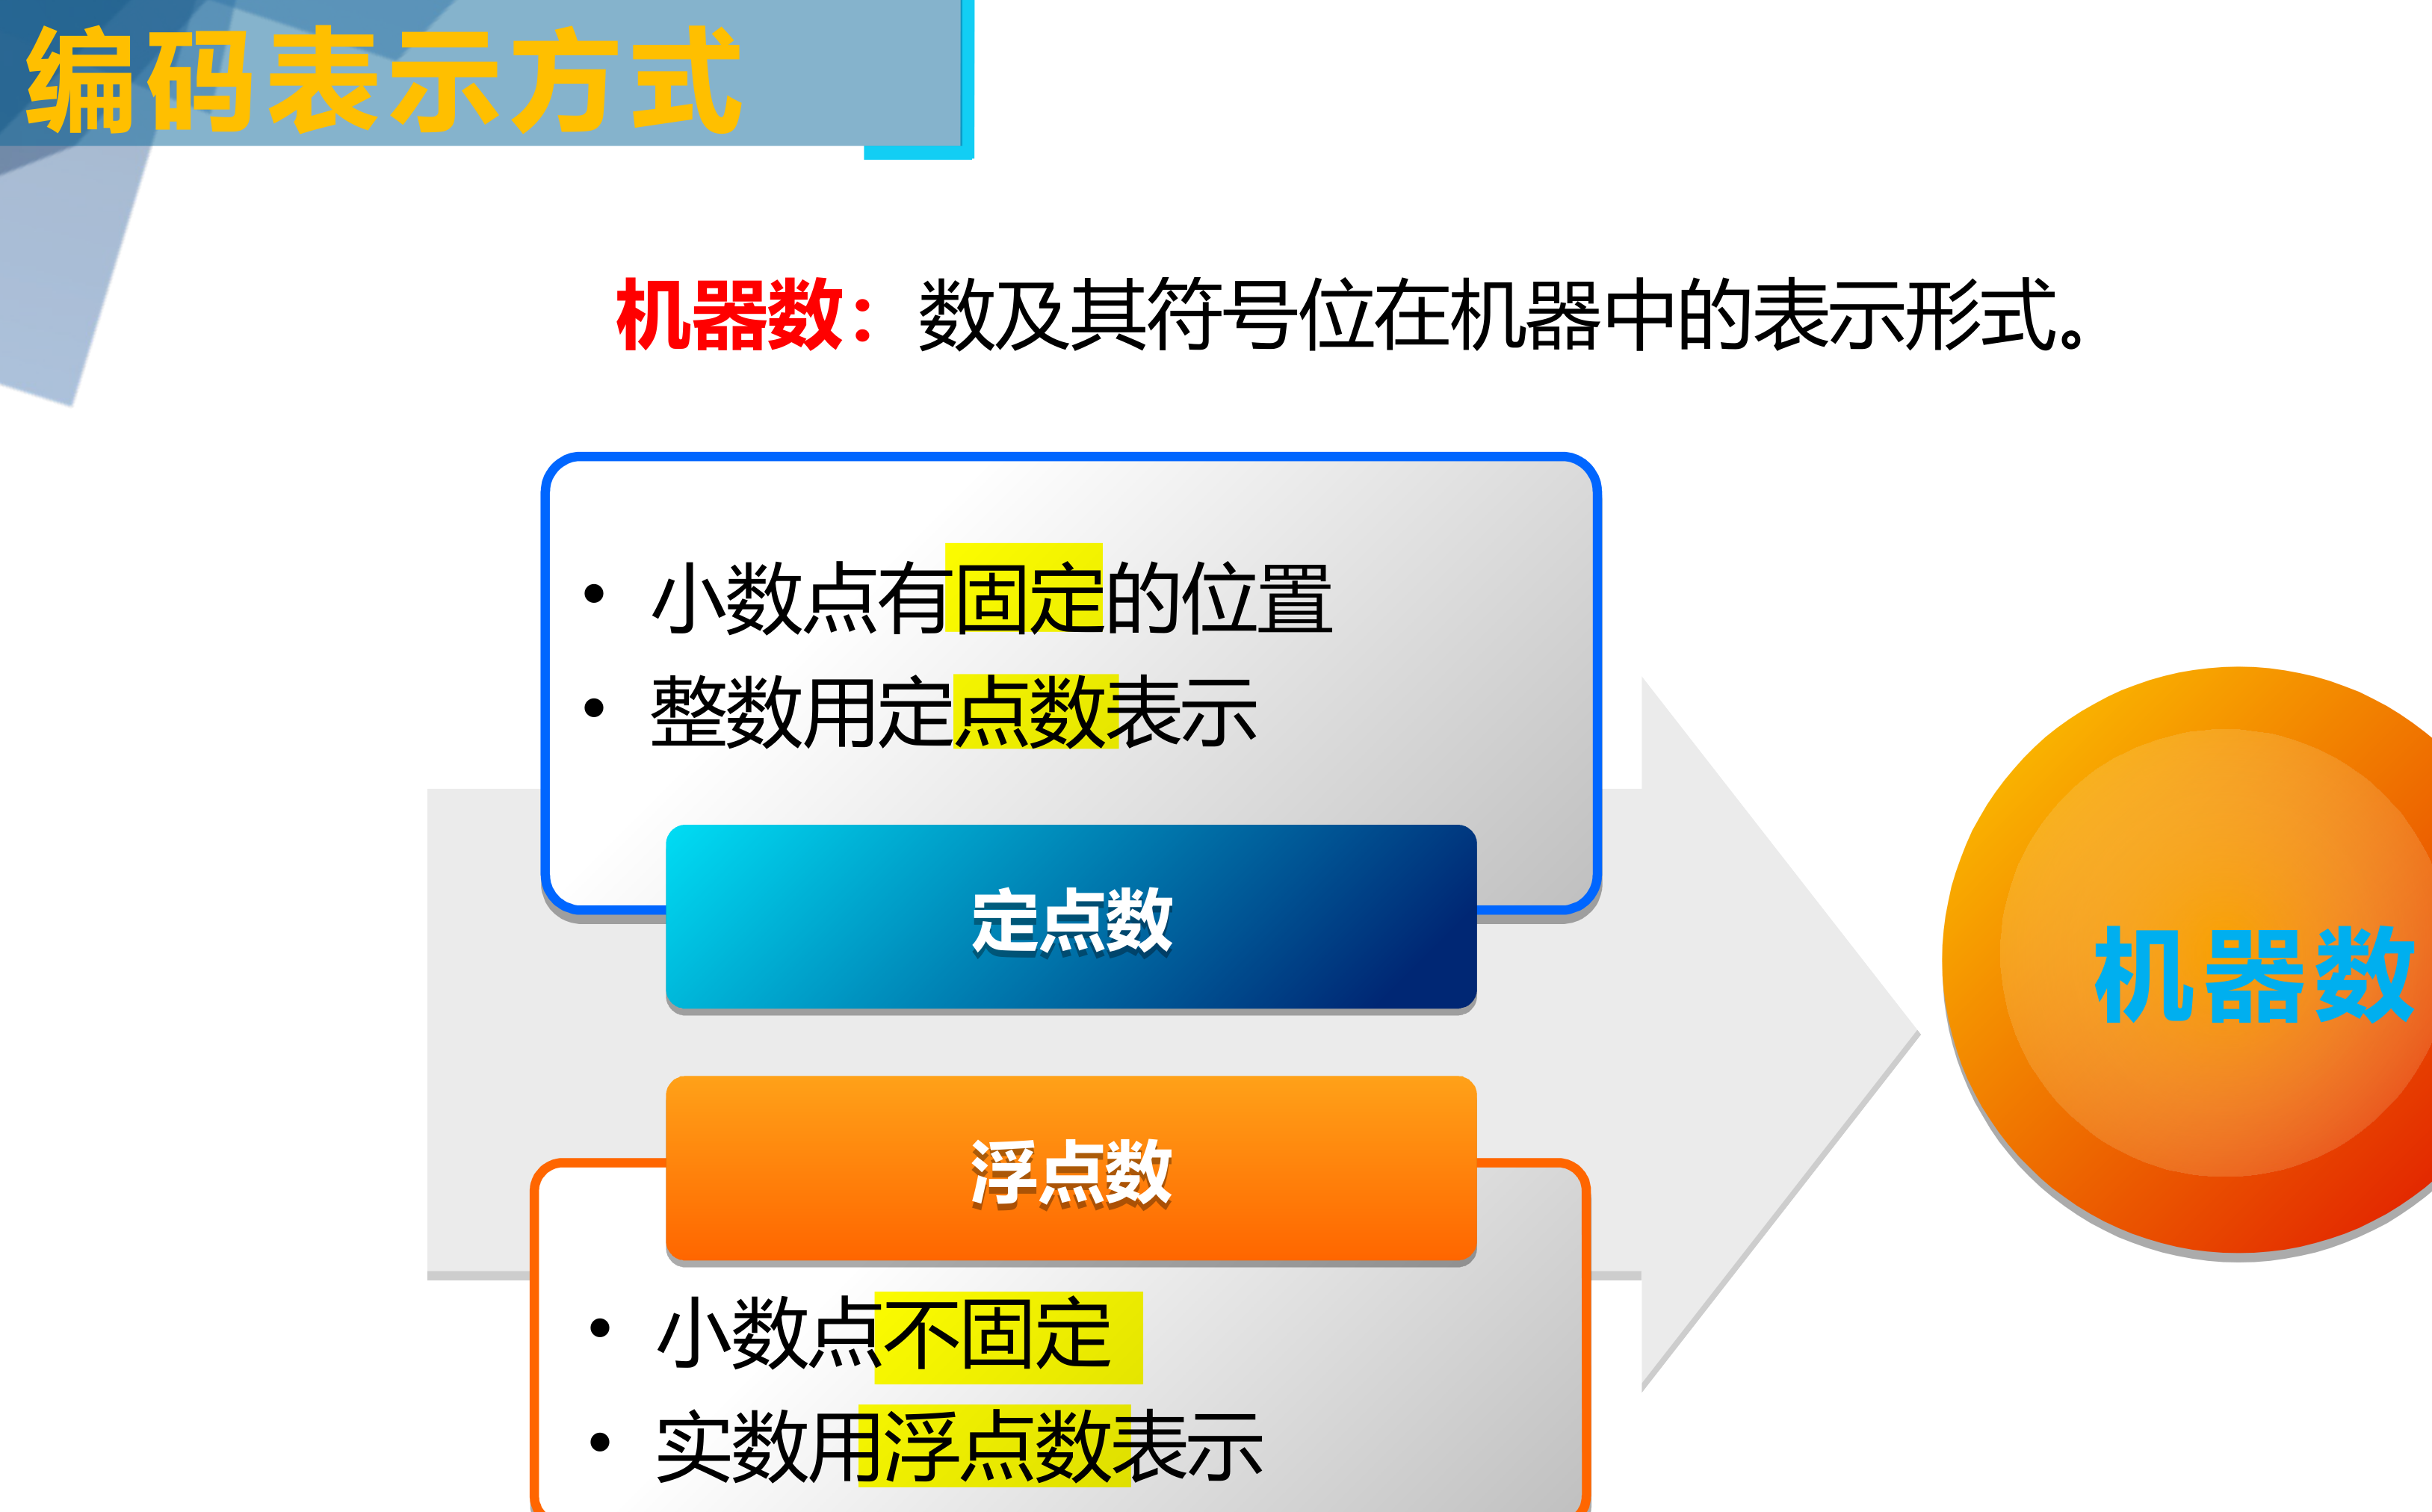 编码表示方式
机器数：数及其符号位在机器中的表示形式。
• 小数点有固定的位置
• 整数用定点数表示
定点数
机器数
浮点数
• 小数点不固定
• 实数用浮点数表示